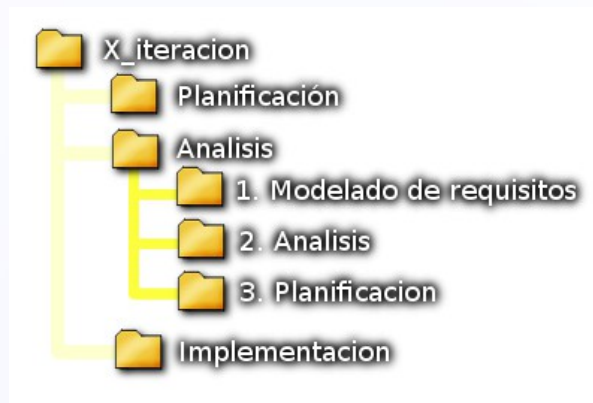 X_iteracion
Planificación
Analisis
1. Modelado de requisitos
2. Analisis
3. Planificacion
Implementacion